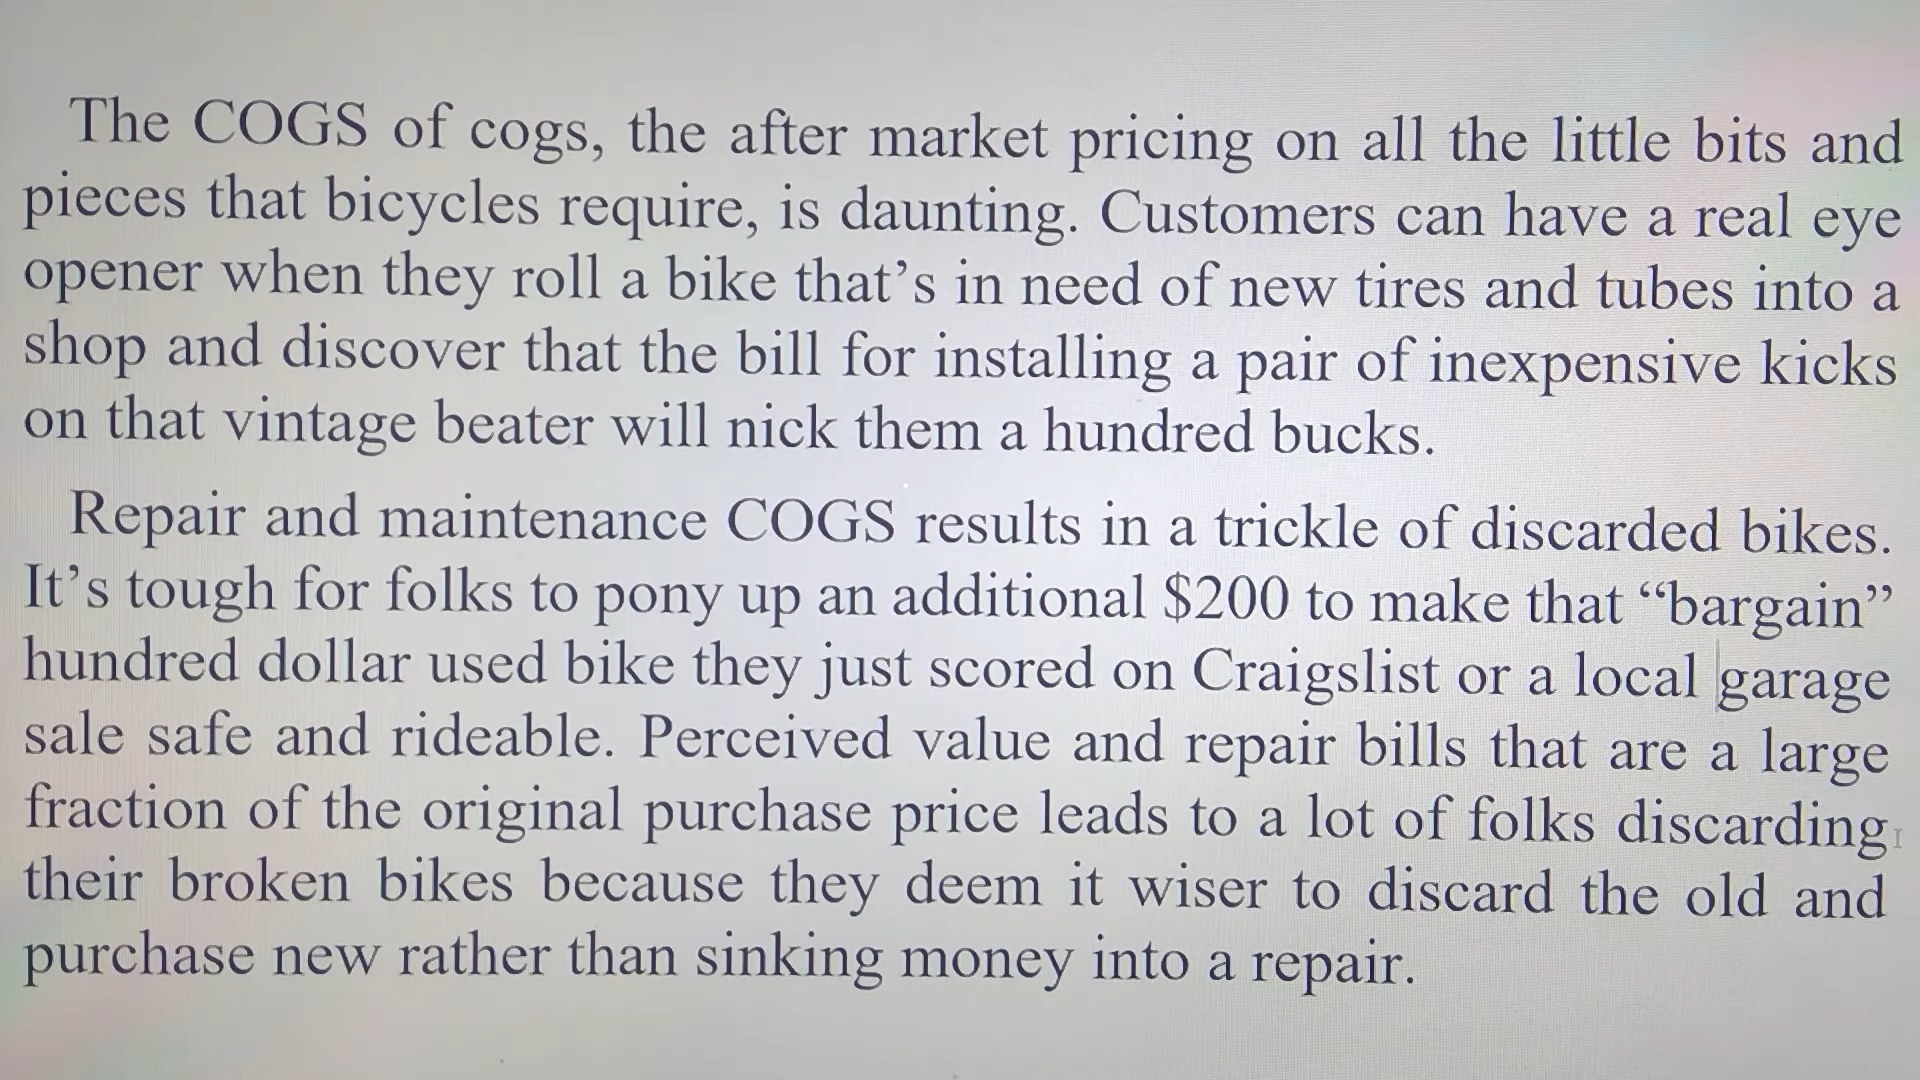 The COGS of cogs, the after market pricing on all the little bits and
pieces that bicycles require, is daunting. Customers can have a real eye
opener when they roll a bike that’s in need of new tires and tubes into a
shop and discover that the bill for installing a pair of inexpensive kicks
on that vintage beater will nick them a hundred bucks.
Repair and maintenance COGS results in a trickle of discarded bikes.
It’s tough for folks to pony up an additional $200 to make that “bargain”
hundred dollar used bike they just scored on Craigslist or a local garage
sale safe and rideable. Perceived value and repair bills that are a large
fraction of the original purchase price leads to a lot of folks discarding
their broken bikes because they deem it wiser to discard the old and
purchase new rather than sinking money into a repair.